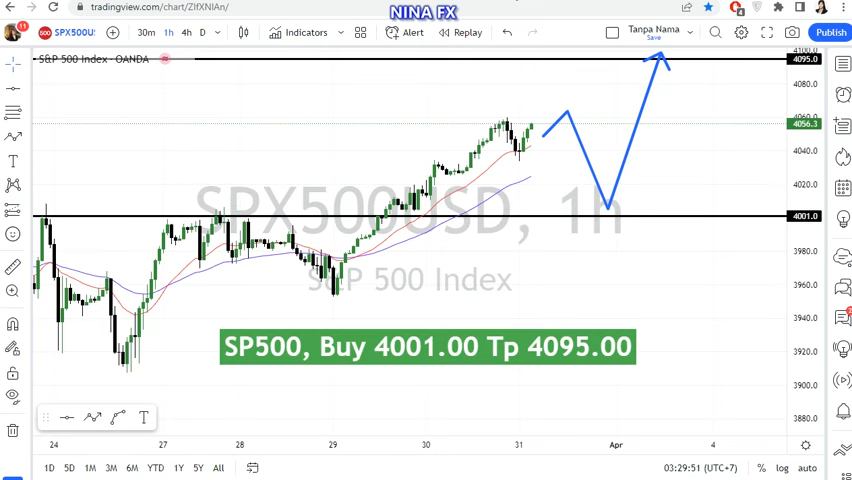 NINA FX
tradingview.com/chart/ZIfXNIAn/
SPX500U
30m 1h 4h D
Indicators
Alert
Replay
Tanpa Nama
Save
Publish
S&P 500 Index · OANDA
SPX500USD, 1h
S&P 500 Index
SP500, Buy 4001.00 Tp 4095.00
4100.0
4095.0
4080.0
4060.0
4056.3
4040.0
4020.0
4001.0
3980.0
3960.0
3940.0
3920.0
3900.0
3880.0
24 27 28 29 30 31 Apr 4
1D 5D 1M 3M 6M YTD 1Y 5Y All
03:29:51 (UTC+7)
% log auto